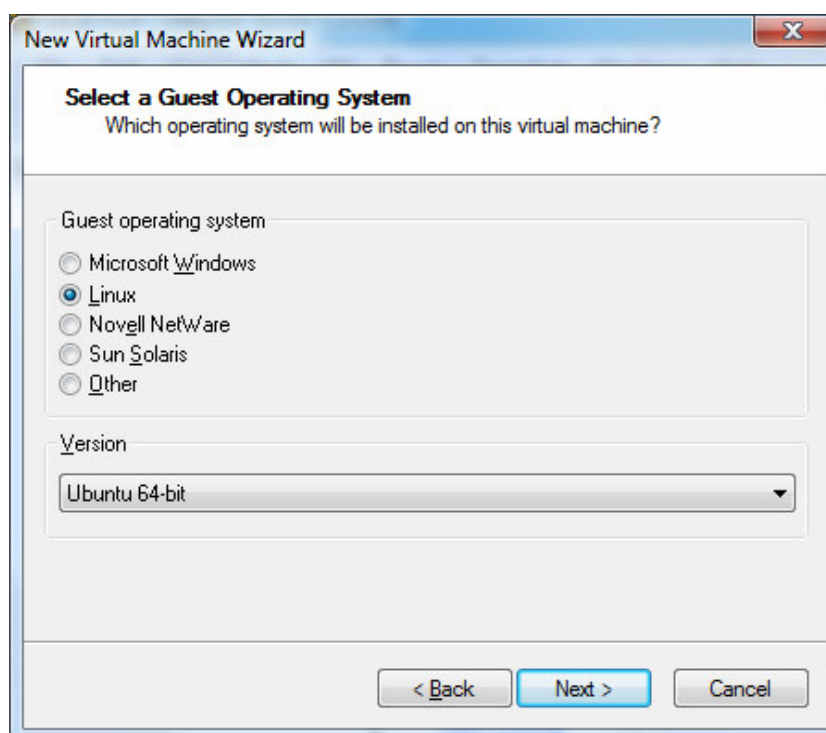 New Virtual Machine Wizard
Select a Guest Operating System
Which operating system will be installed on this virtual machine?
Guest operating system
Microsoft Windows
Linux
Novell NetWare
Sun Solaris
Other
Version
Ubuntu 64-bit
< Back Next > Cancel